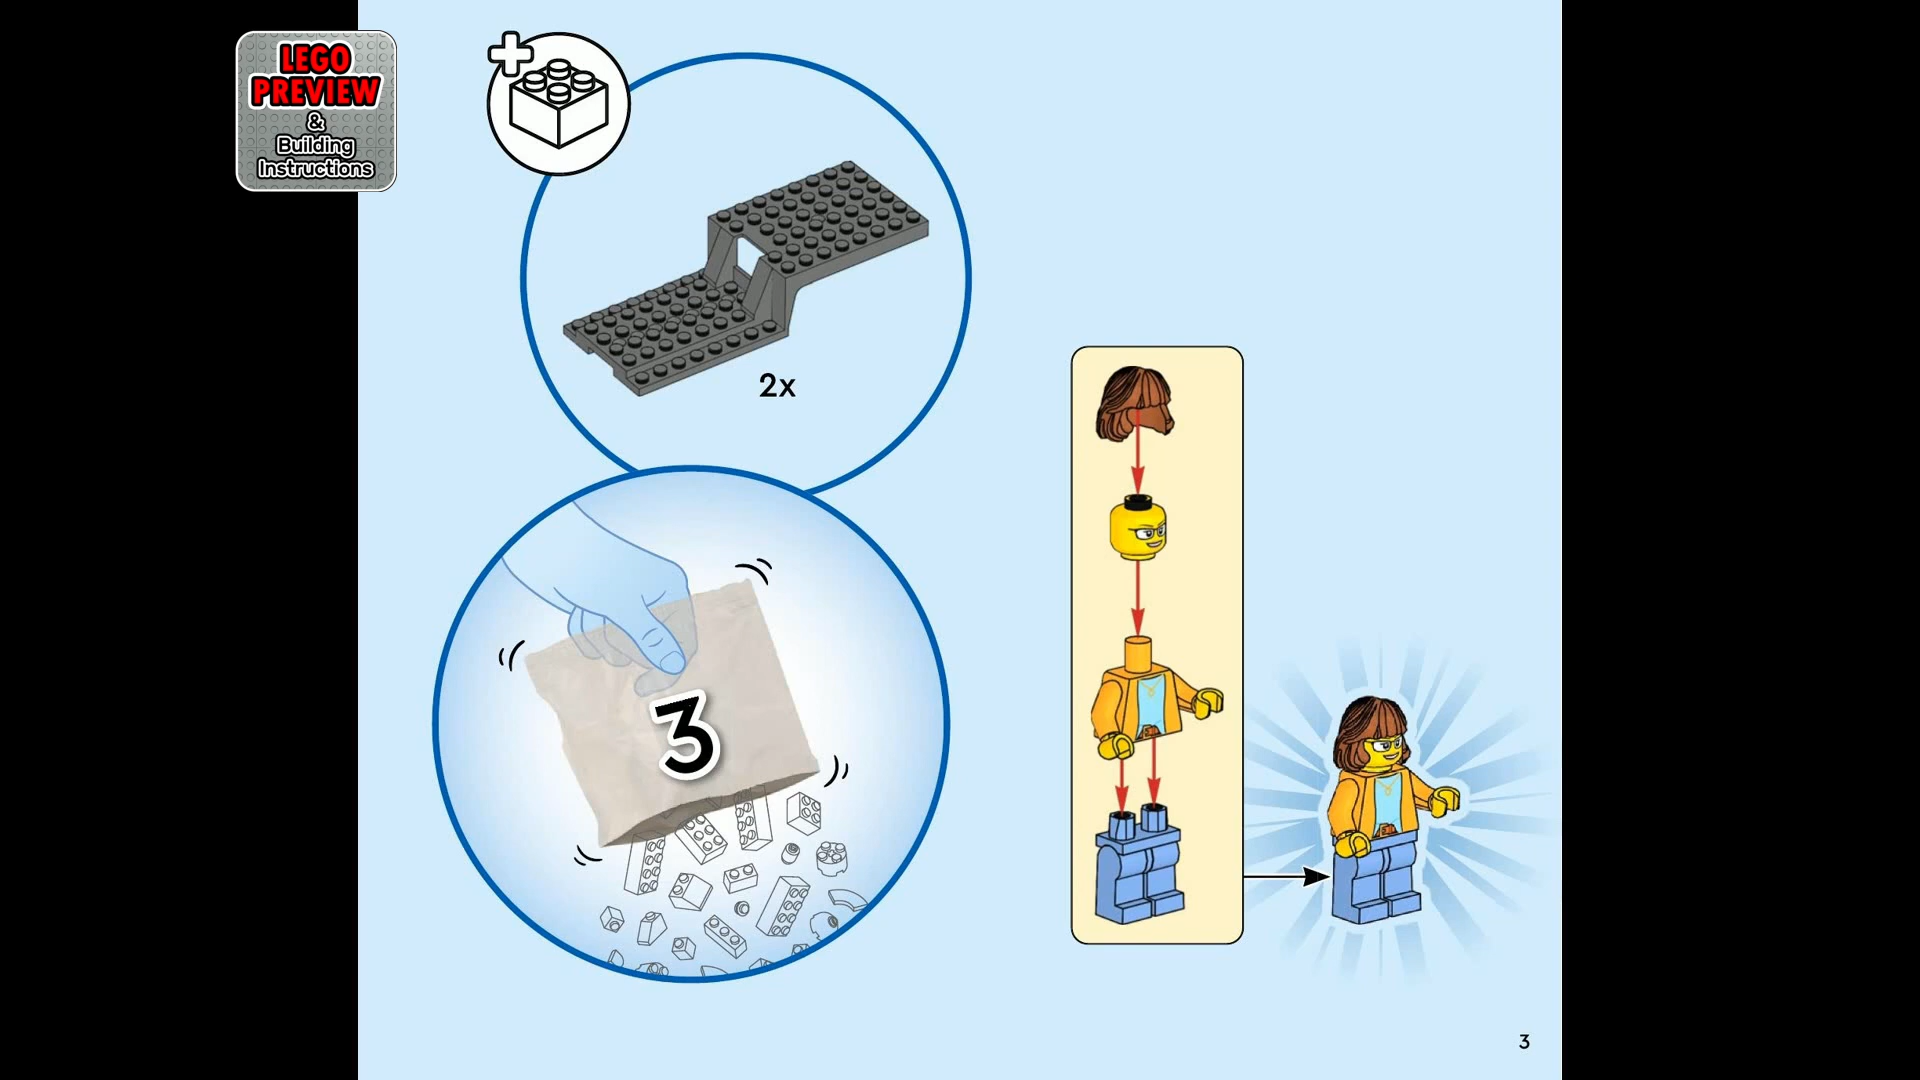 LEGO
PREVIEW
&
Building
Instructions
2x
3
3